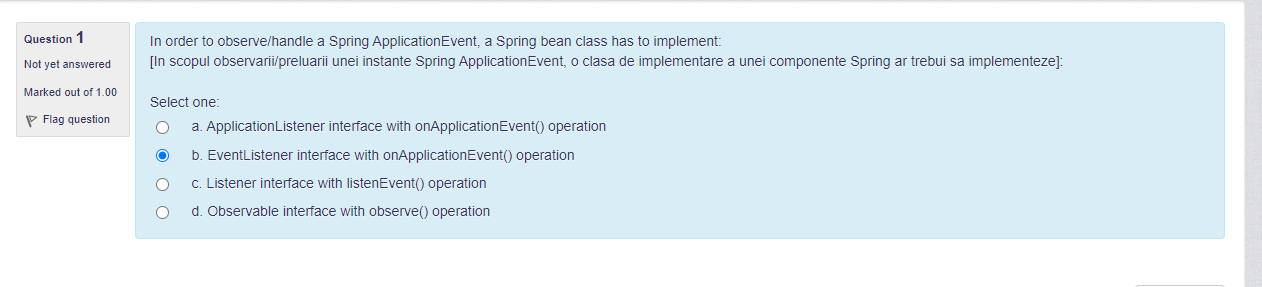 Question 1
Not yet answered
Marked out of 1.00
Flag question
In order to observe/handle a Spring ApplicationEvent, a Spring bean class has to implement:
[In scopul observarii/preluarii unei instante Spring ApplicationEvent, o clasa de implementare a unei componente Spring ar trebui sa implementeze]:
Select one:
a. ApplicationListener interface with onApplicationEvent() operation
b. EventListener interface with onApplicationEvent() operation
c. Listener interface with listenEvent() operation
d. Observable interface with observe() operation